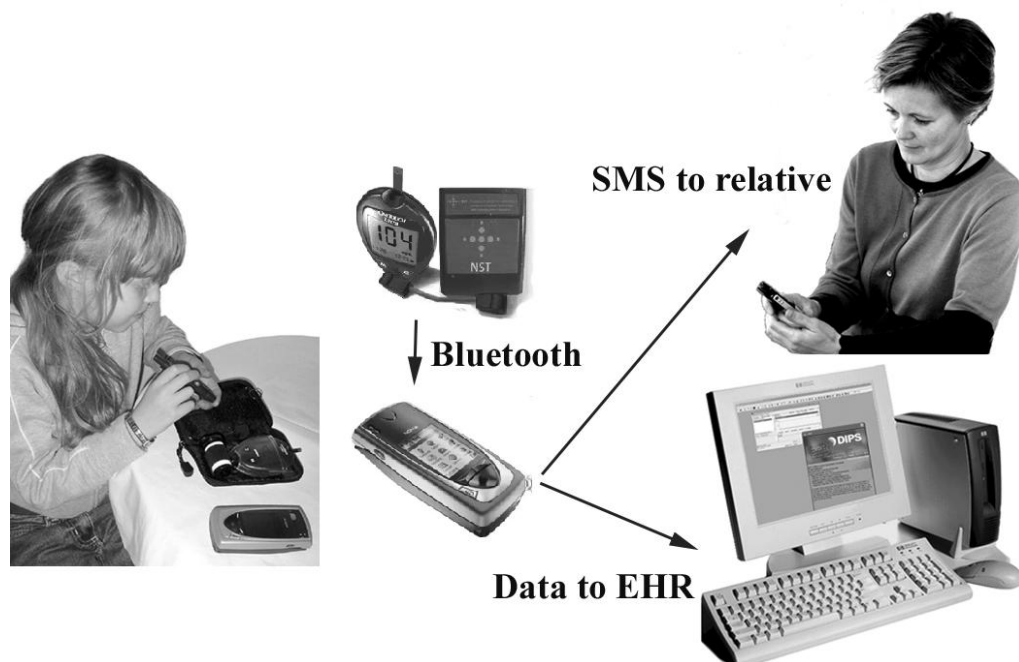 SMS to relative
104
NST
Bluetooth
DIPS
Data to EHR